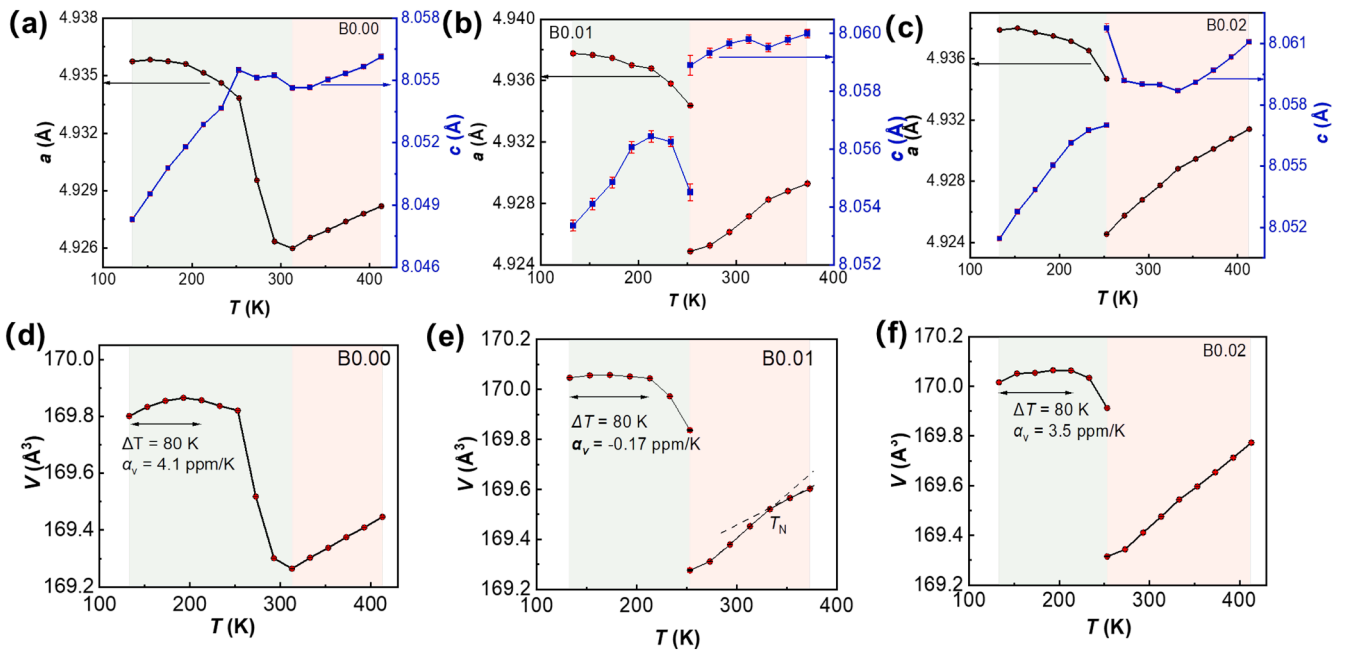 (a)
B0.00
4.938
4.935
4.932
4.929
4.926
a (Å)
8.058
8.055
8.052
8.049
8.046
c (Å)
100
200
300
400
T (K)
(b)
B0.01
4.940
4.936
4.932
4.928
4.924
a (Å)
8.060
8.058
8.056
8.054
8.052
c (Å)
100
200
300
400
T (K)
(c)
B0.02
4.936
4.932
4.928
4.924
a (Å)
8.061
8.058
8.055
8.052
c (Å)
100
200
300
400
T (K)
(d)
B0.00
170.0
169.8
169.6
169.4
169.2
V (Å³)
ΔT = 80 K
αv = 4.1 ppm/K
100
200
300
400
T (K)
(e)
B0.01
170.2
170.0
169.8
169.6
169.4
169.2
V (Å³)
ΔT = 80 K
αv = -0.17 ppm/K
TN
100
200
300
400
T (K)
(f)
B0.02
170.2
170.0
169.8
169.6
169.4
169.2
V (Å³)
ΔT = 80 K
αv = 3.5 ppm/K
100
200
300
400
T (K)